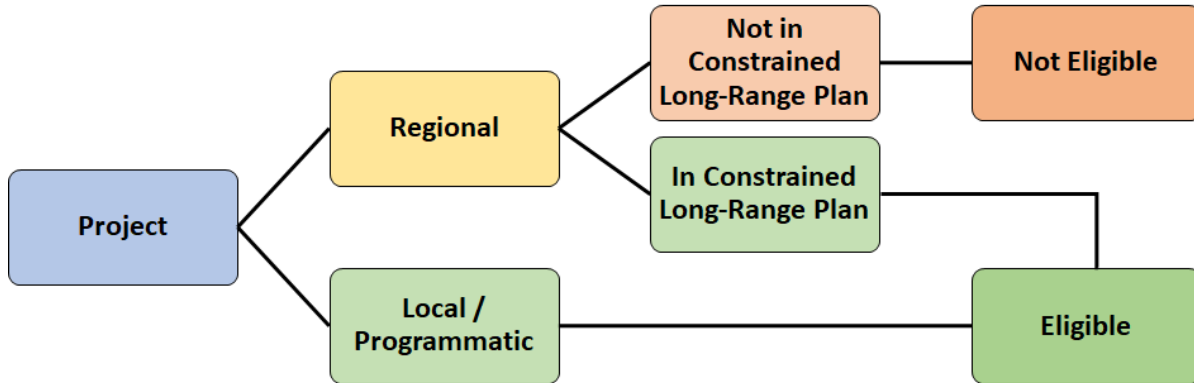 Not in
Constrained
Long-Range Plan
Not Eligible
Regional
In Constrained
Long-Range Plan
Project
Local /
Programmatic
Eligible